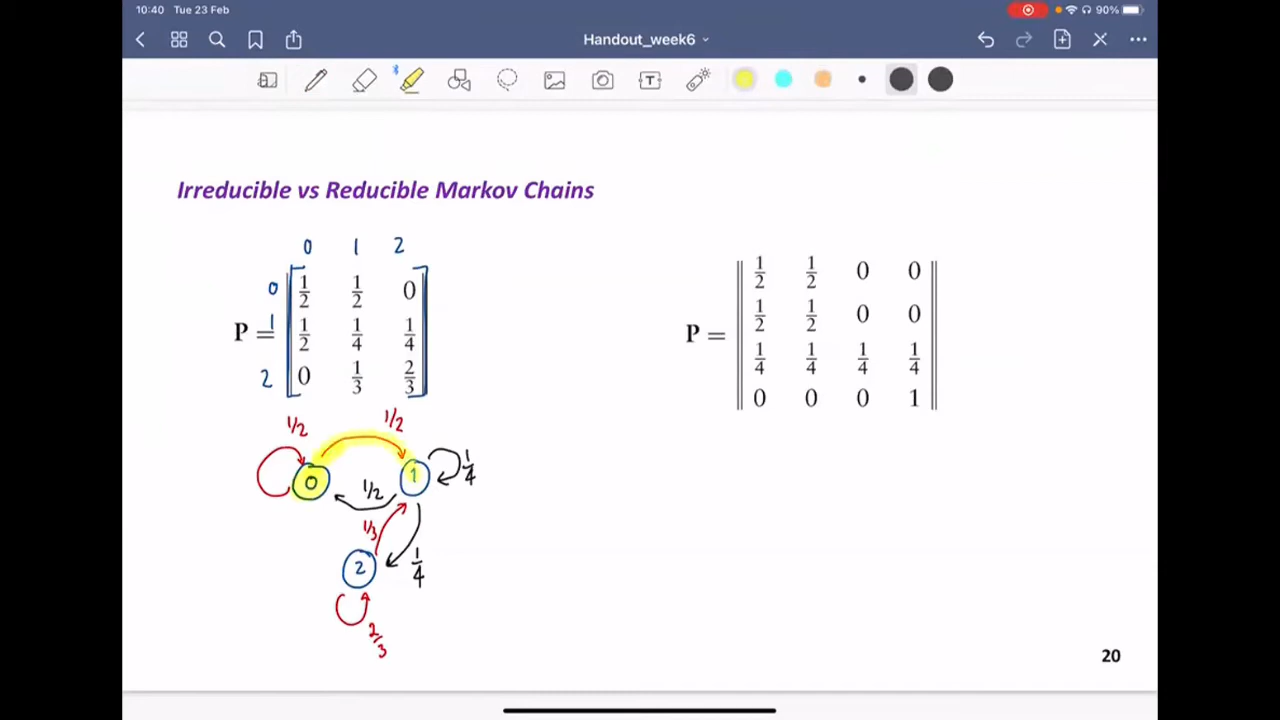 10:40 Tue 23 Feb
90%
Handout_week6
T
Irreducible vs Reducible Markov Chains
0 1 2
0 1/2 1/2 0
P = 1 1/2 1/4 1/4
2 0 1/3 2/3
1/2 1/2
0 1 1/4
1/2
1/3
2 1/4
2/3
1/2 1/2 0 0
1/2 1/2 0 0
P =
1/4 1/4 1/4 1/4
0 0 0 1
20